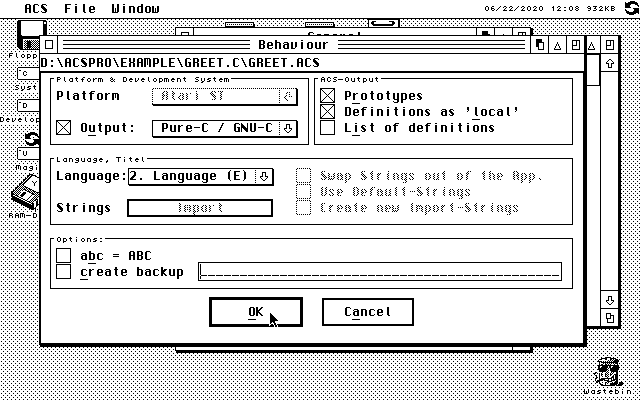 ACS File Window 06/22/2020 12:08 932KB
Behaviour
D:\ACSPRO\EXAMPLE\GREET.C\GREET.ACS
Platform & Development System
Platform Atari ST
Output: Pure-C / GNU-C
ACS-Output
Prototypes
Definitions as 'local'
List of definitions
Language, Titel
Language: 2. Language (E)
Strings Import
Swap Strings out of the App.
Use Default-Strings
Create new Import-Strings
Options:
abc = ABC
create backup
OK Cancel
Flopp
C
Syst
D
Develop
U
Magi
RAM-D
Wastebin